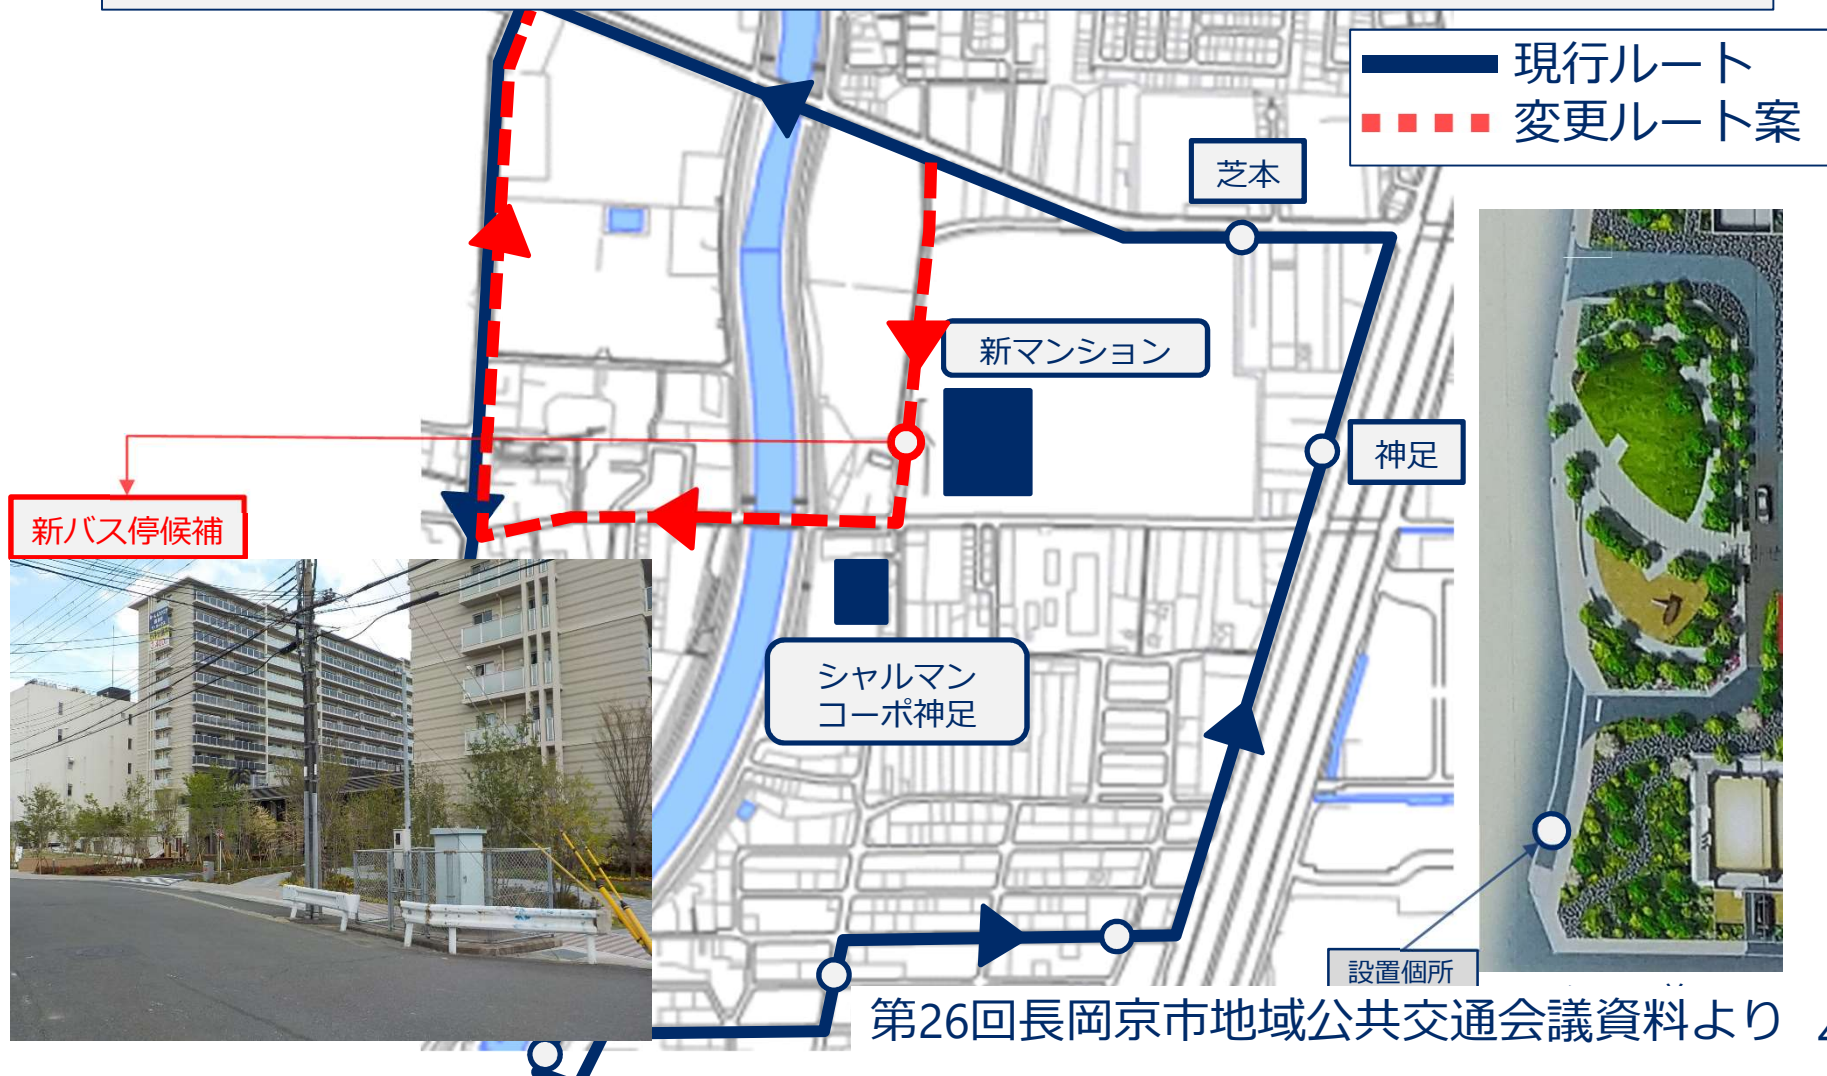 現行ルート
変更ルート案
芝本
新マンション
神足
新バス停候補
シャルマン
コーポ神足
設置個所
第26回長岡京市地域公共交通会議資料より